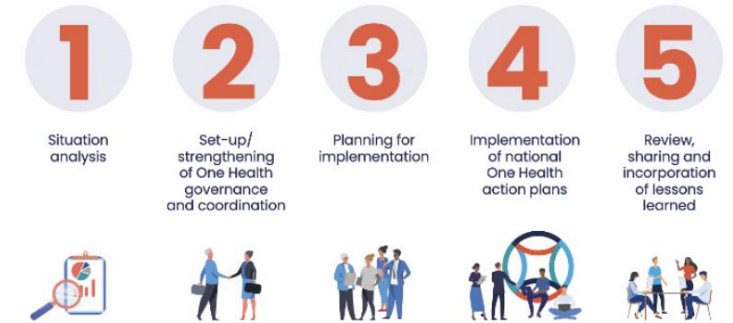 1
Situation
analysis
2
Set-up/
strengthening
of One Health
governance
and coordination
3
Planning for
implementation
4
Implementation
of national
One Health
action plans
5
Review,
sharing and
incorporation
of lessons
learned